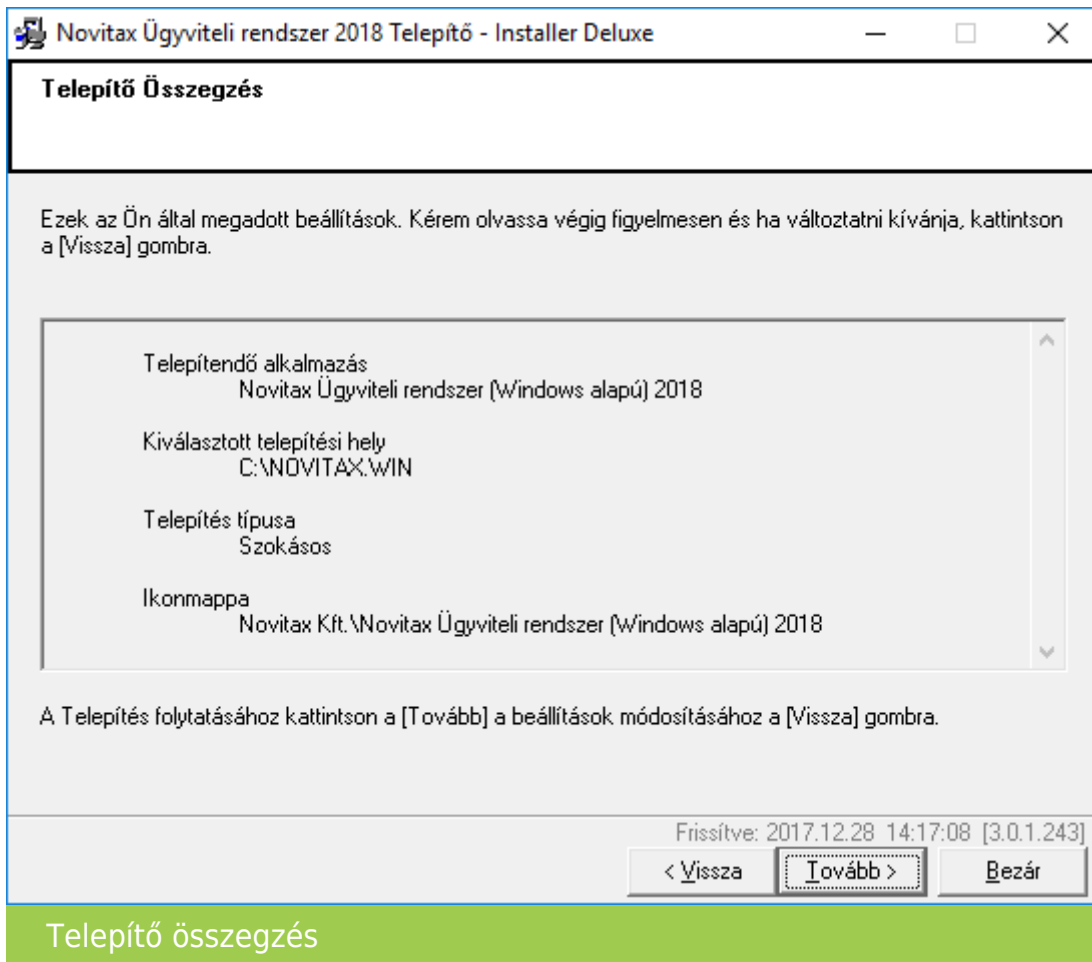 Novitax Ügyviteli rendszer 2018 Telepítő - Installer Deluxe
Telepítő Összegzés
Ezek az Ön által megadott beállítások. Kérem olvassa végig figyelmesen és ha változtatni kívánja, kattintson
a [Vissza] gombra.
Telepítendő alkalmazás
Novitax Ügyviteli rendszer (Windows alapú) 2018
Kiválasztott telepítési hely
C:\NOVITAX.WIN
Telepítés típusa
Szokásos
Ikonmappa
Novitax Kft.\Novitax Ügyviteli rendszer (Windows alapú) 2018
A Telepítés folytatásához kattintson a [Tovább] a beállítások módosításához a [Vissza] gombra.
Frissítve: 2017.12.28 14:17:08 [3.0.1.243]
< Vissza Tovább > Bezár
Telepítő összegzés